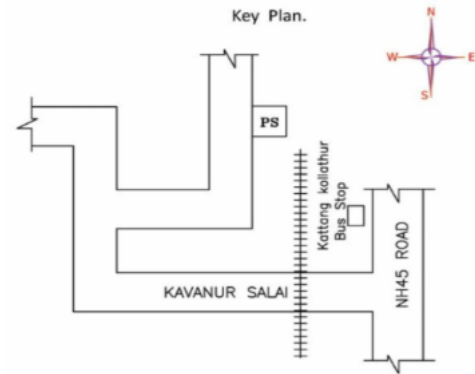 Key Plan.
N
W
E
S
PS
Kattang kollathur
Bus Stop
NH45 ROAD
KAVANUR SALAI